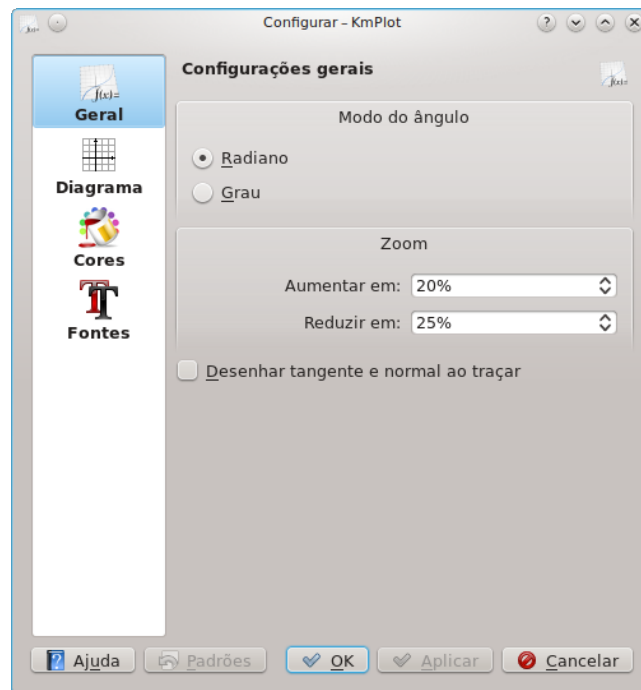 Configurar – KmPlot
Geral
Diagrama
Cores
Fontes
Configurações gerais
Modo do ângulo
Radiano
Grau
Zoom
Aumentar em: 20%
Reduzir em: 25%
Desenhar tangente e normal ao traçar
Ajuda Padrões OK Aplicar Cancelar